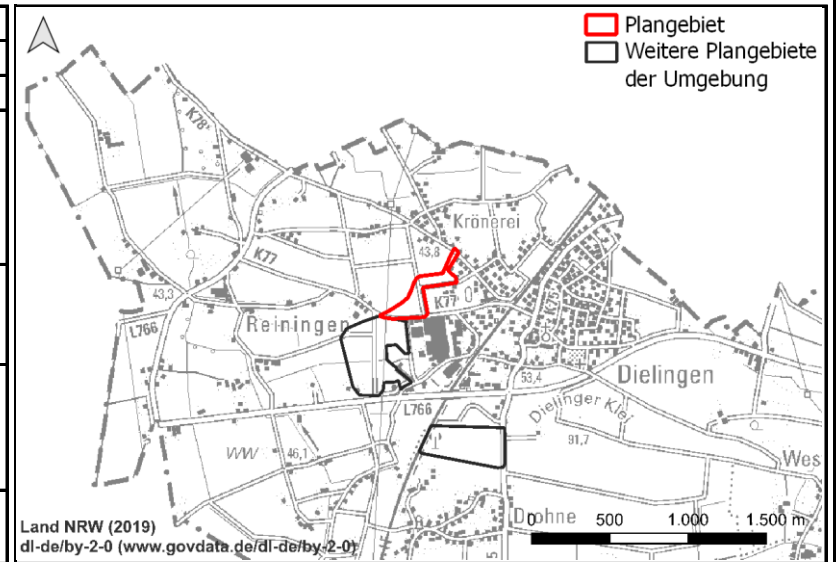 Plangebiet
Weitere Plangebiete
der Umgebung
K78
Krönerei
43,8
K77
43,3
K77
K75
Reiningen
L766
53,4
Dielingen
L766
Dielinger Klei
WW
46,1
91,7
Wes
Drohne
0 500 1.000 1.500 m
Land NRW (2019)
dl-de/by-2-0 (www.govdata.de/dl-de/by-2-0)